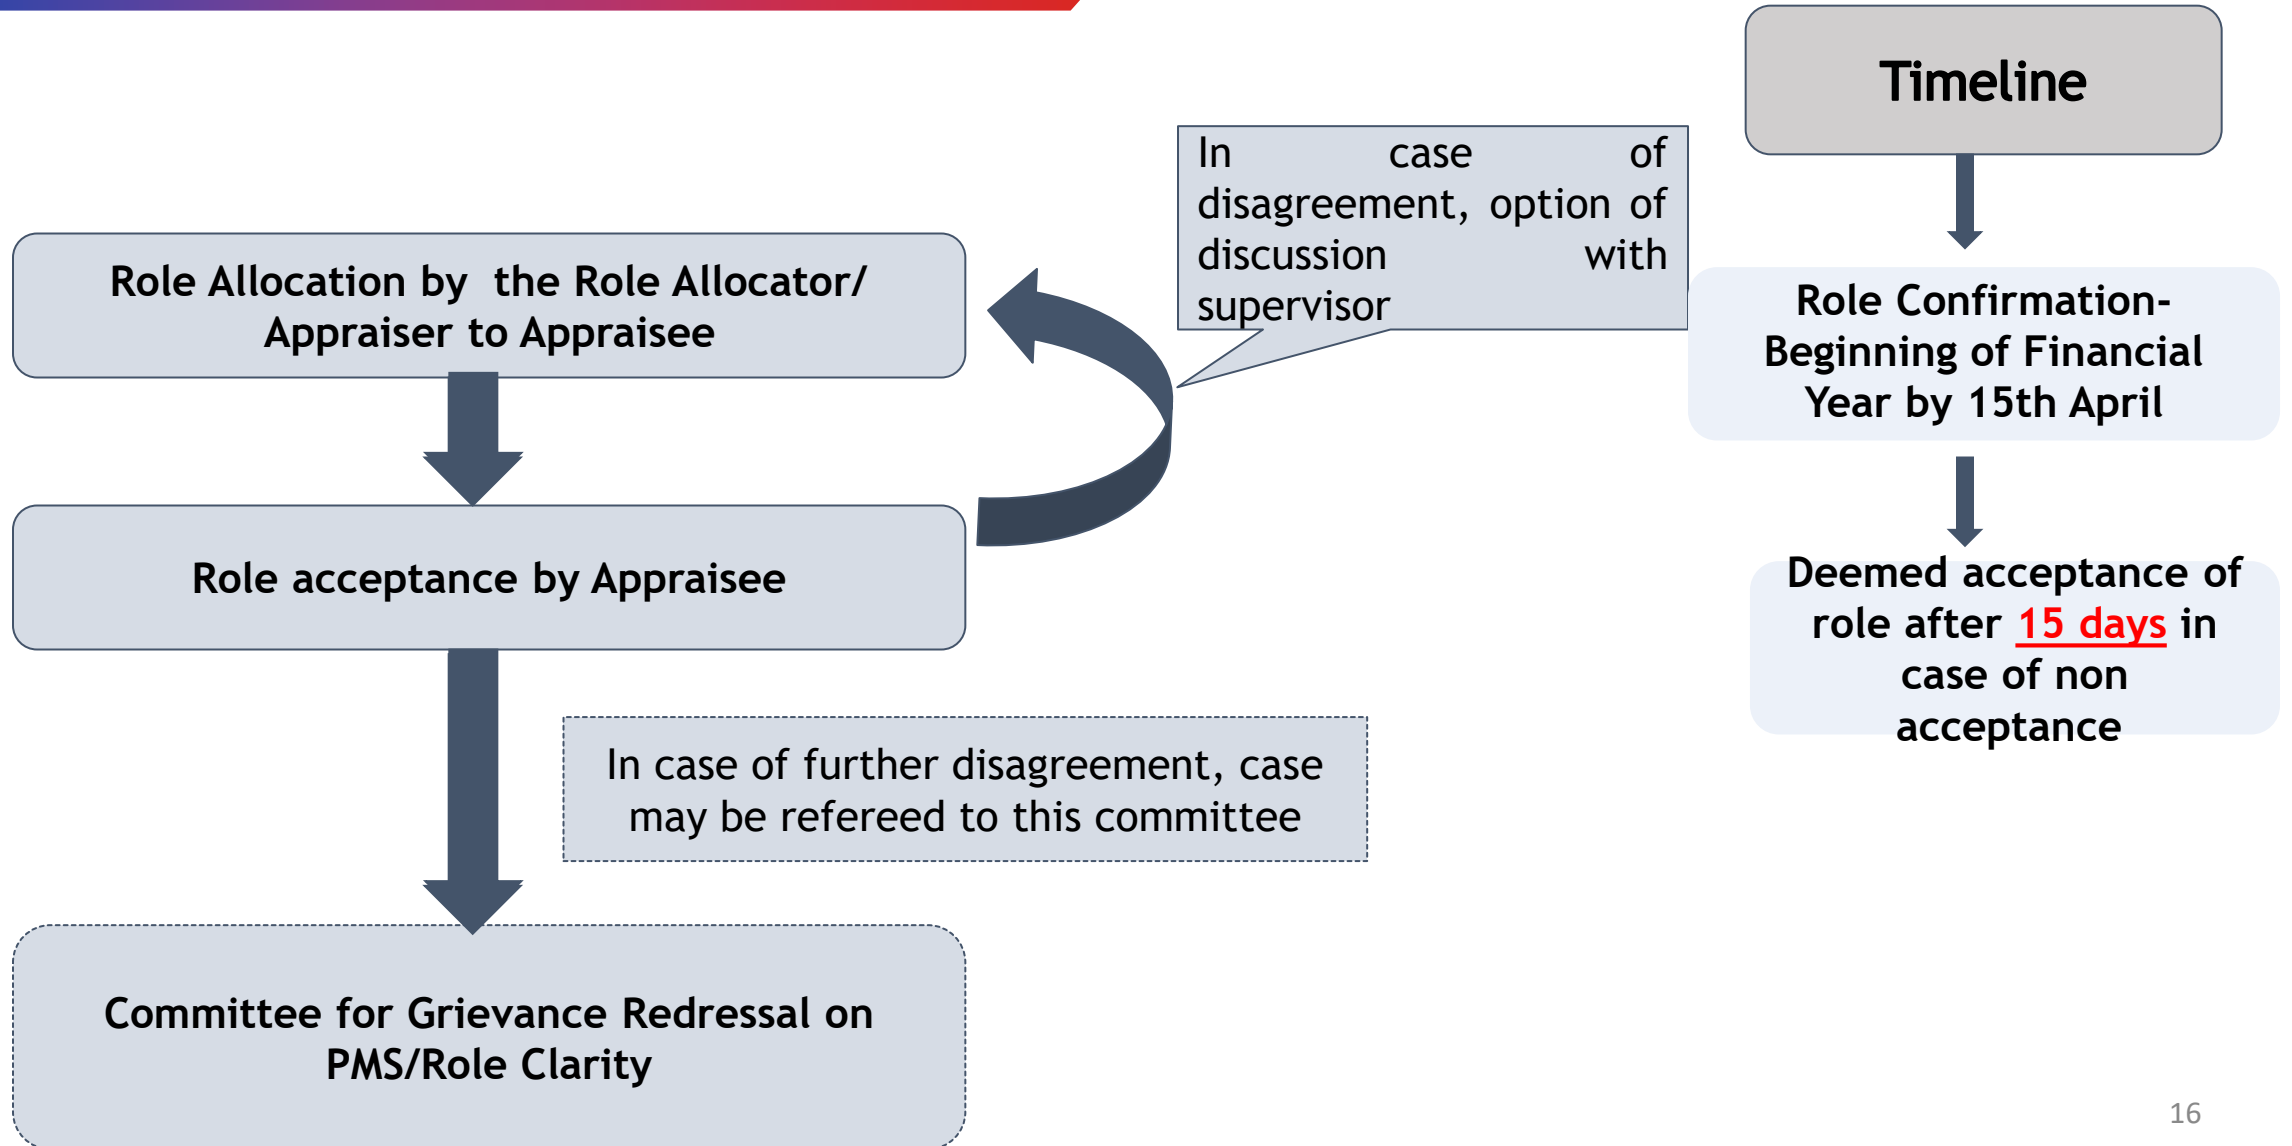 Timeline
In case of
disagreement, option of
discussion with
supervisor
Role Allocation by the Role Allocator/
Appraiser to Appraisee
Role Confirmation-
Beginning of Financial
Year by 15th April
Role acceptance by Appraisee
Deemed acceptance of
role after 15 days in
case of non
acceptance
In case of further disagreement, case
may be refereed to this committee
Committee for Grievance Redressal on
PMS/Role Clarity
16